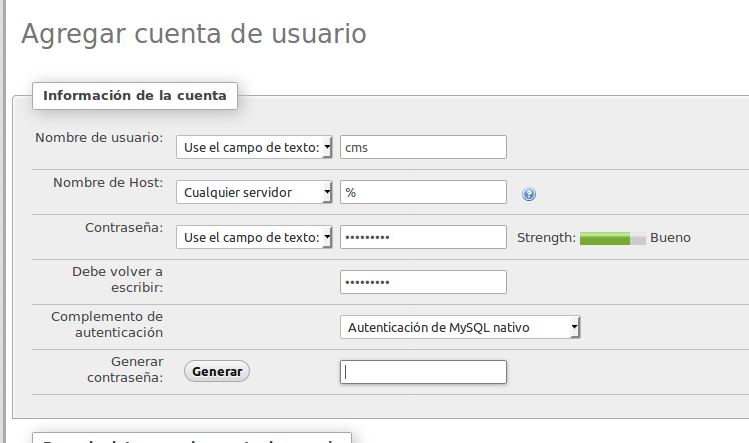 Agregar cuenta de usuario
Información de la cuenta
Nombre de usuario: Use el campo de texto: cms
Nombre de Host: Cualquier servidor %
Contraseña: Use el campo de texto: ••••••••• Strength: Bueno
Debe volver a
escribir: •••••••••
Complemento de
autenticación Autenticación de MySQL nativo
Generar
contraseña: Generar